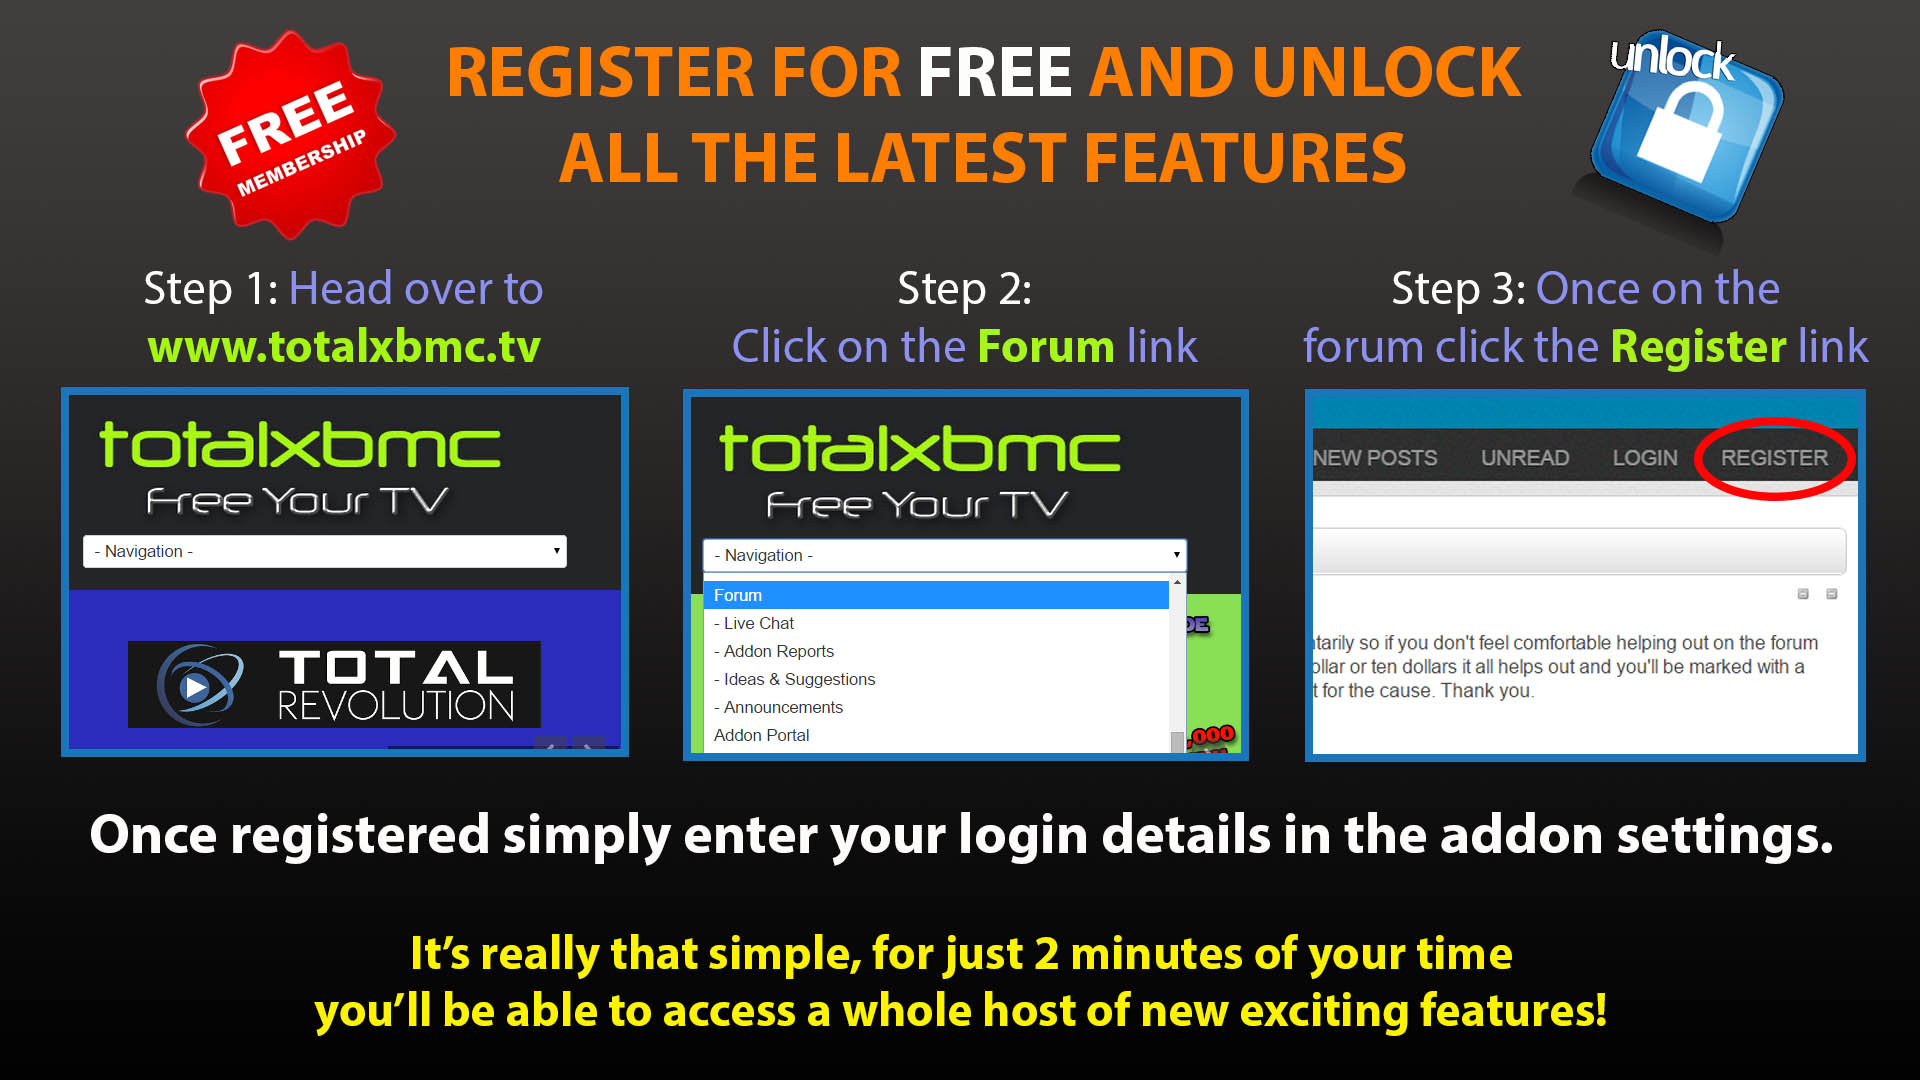 FREE
MEMBERSHIP
REGISTER FOR FREE AND UNLOCK
ALL THE LATEST FEATURES
unlock
Step 1: Head over to
www.totalxbmc.tv
totalxbmc
Free Your TV
- Navigation -
TOTAL
REVOLUTION
Step 2:
Click on the Forum link
totalxbmc
Free Your TV
- Navigation -
Forum
- Live Chat
- Addon Reports
- Ideas & Suggestions
- Announcements
Addon Portal
Step 3: Once on the
forum click the Register link
NEW POSTS UNREAD LOGIN REGISTER
so if you don't feel comfortable helping out on the forum
or ten dollars it all helps out and you'll be marked with a
for the cause. Thank you.
Once registered simply enter your login details in the addon settings.
It's really that simple, for just 2 minutes of your time
you'll be able to access a whole host of new exciting features!